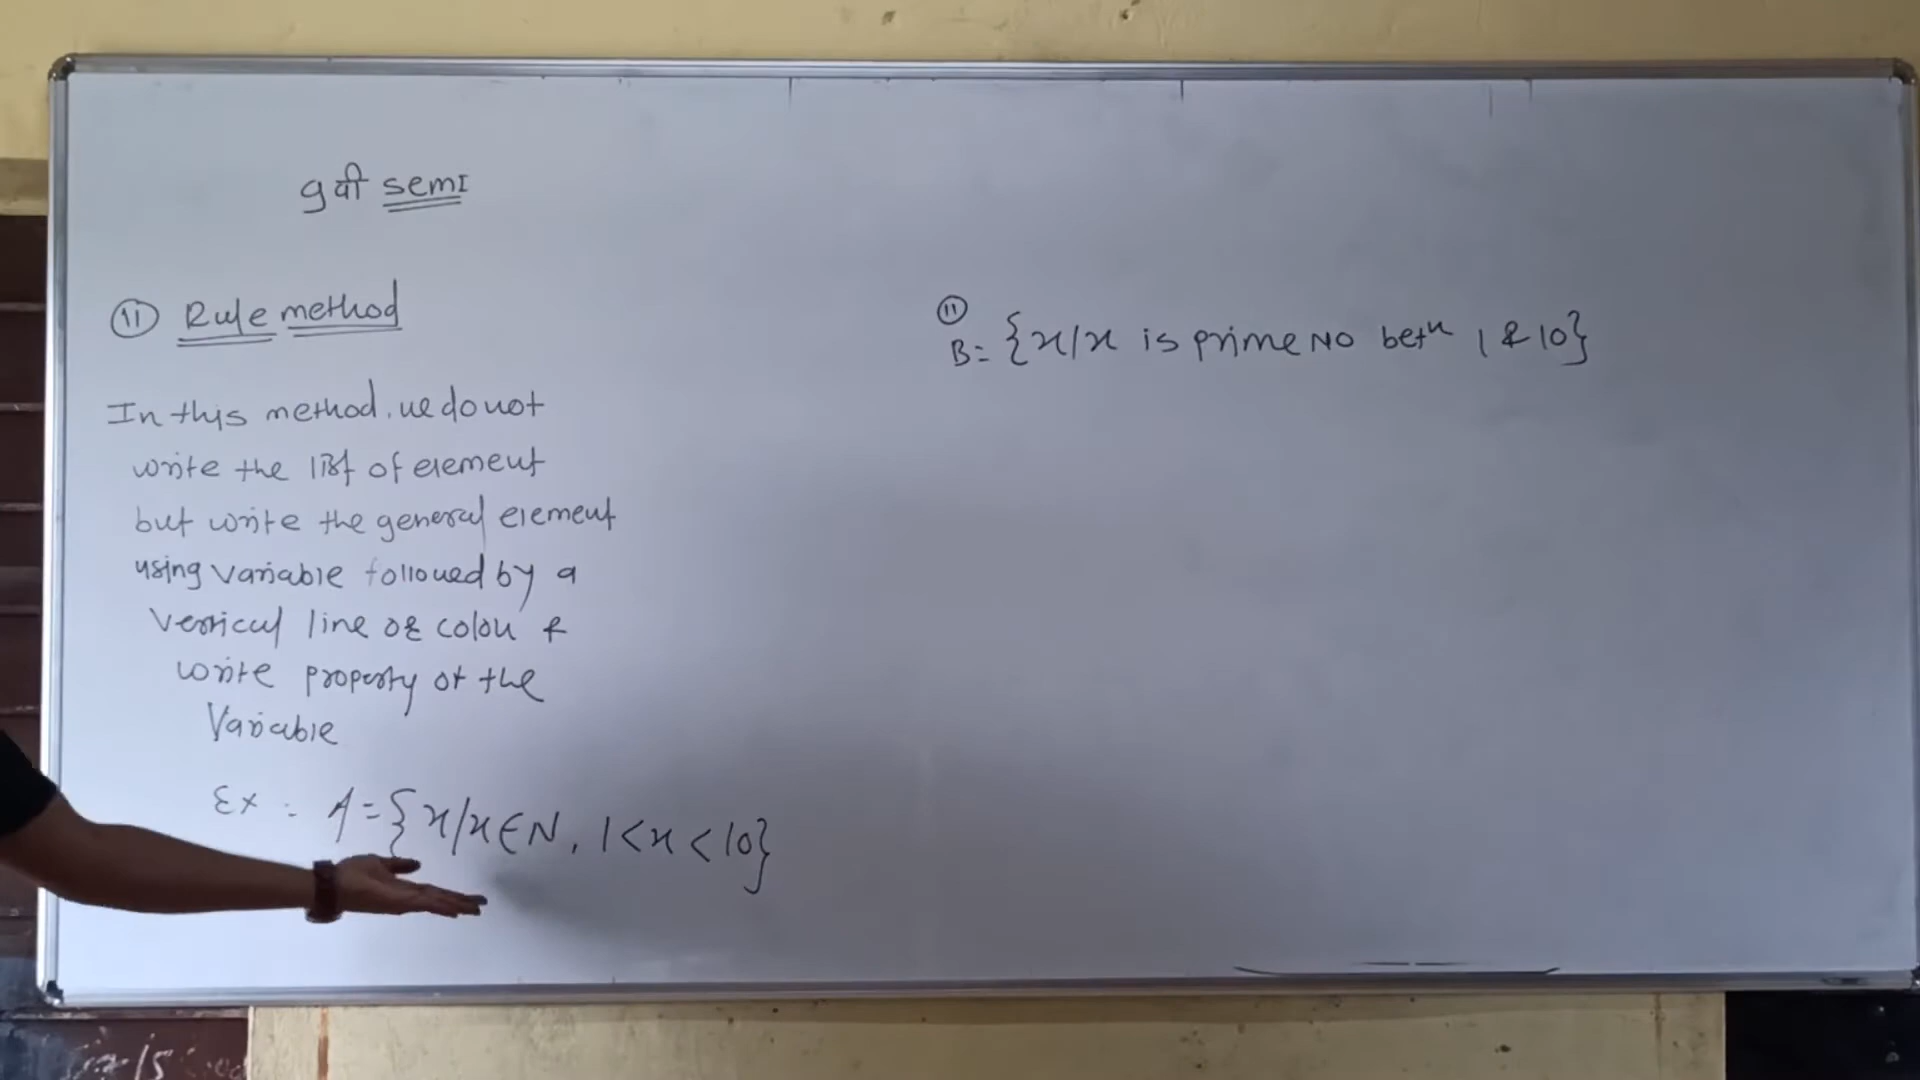 9 वी semI
(ii) Rule method
In this method, we do not
write the list of element
but write the general element
using variable followed by a
vertical line or colon &
write property of the
Variable
Ex - A = {x/x ∈ N, 1 < x < 10}
(ii)
B = {x/x is prime NO betn 1 & 10}